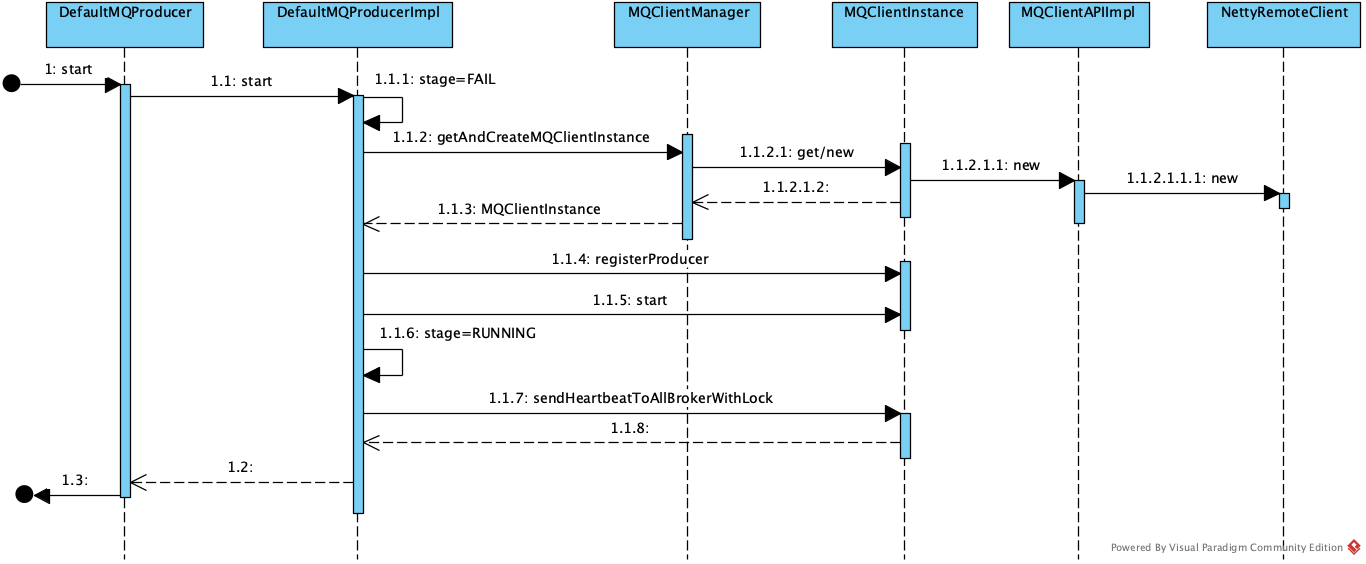 DefaultMQProducer
DefaultMQProducerImpl
MQClientManager
MQClientInstance
MQClientAPIImpl
NettyRemoteClient
1: start
1.1: start
1.1.1: stage=FAIL
1.1.2: getAndCreateMQClientInstance
1.1.2.1: get/new
1.1.2.1.1: new
1.1.2.1.1.1: new
1.1.2.1.2:
1.1.3: MQClientInstance
1.1.4: registerProducer
1.1.5: start
1.1.6: stage=RUNNING
1.1.7: sendHeartbeatToAllBrokerWithLock
1.1.8:
1.2:
1.3:
Powered By Visual Paradigm Community Edition